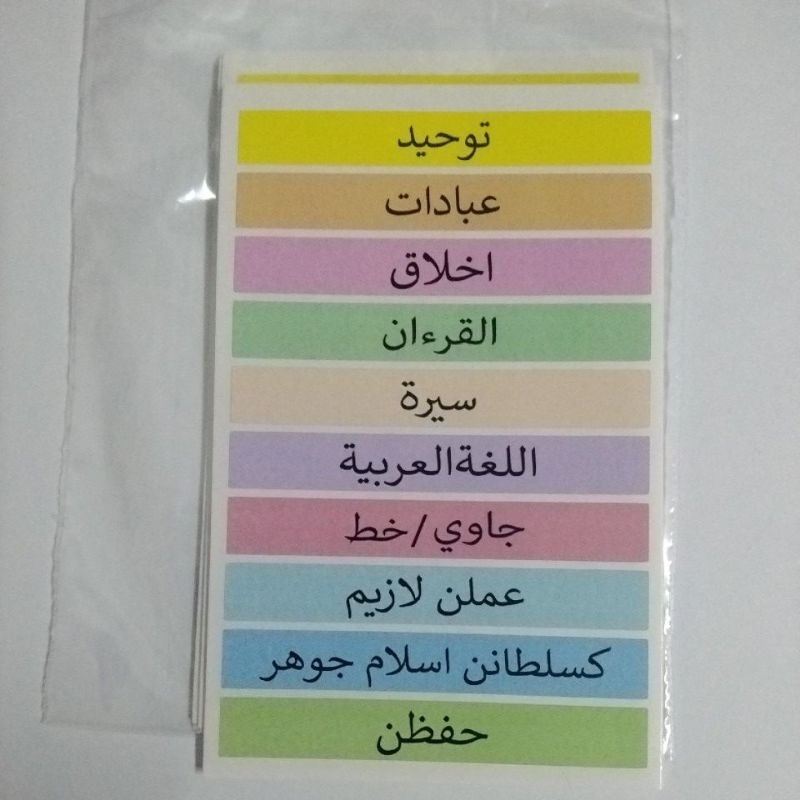 توحيد
عبادات
اخلاق
القرءان
سيرة
اللغةالعربية
جاوي/خط
عملن لازيم
كسلطانن اسلام جوهر
حفظن